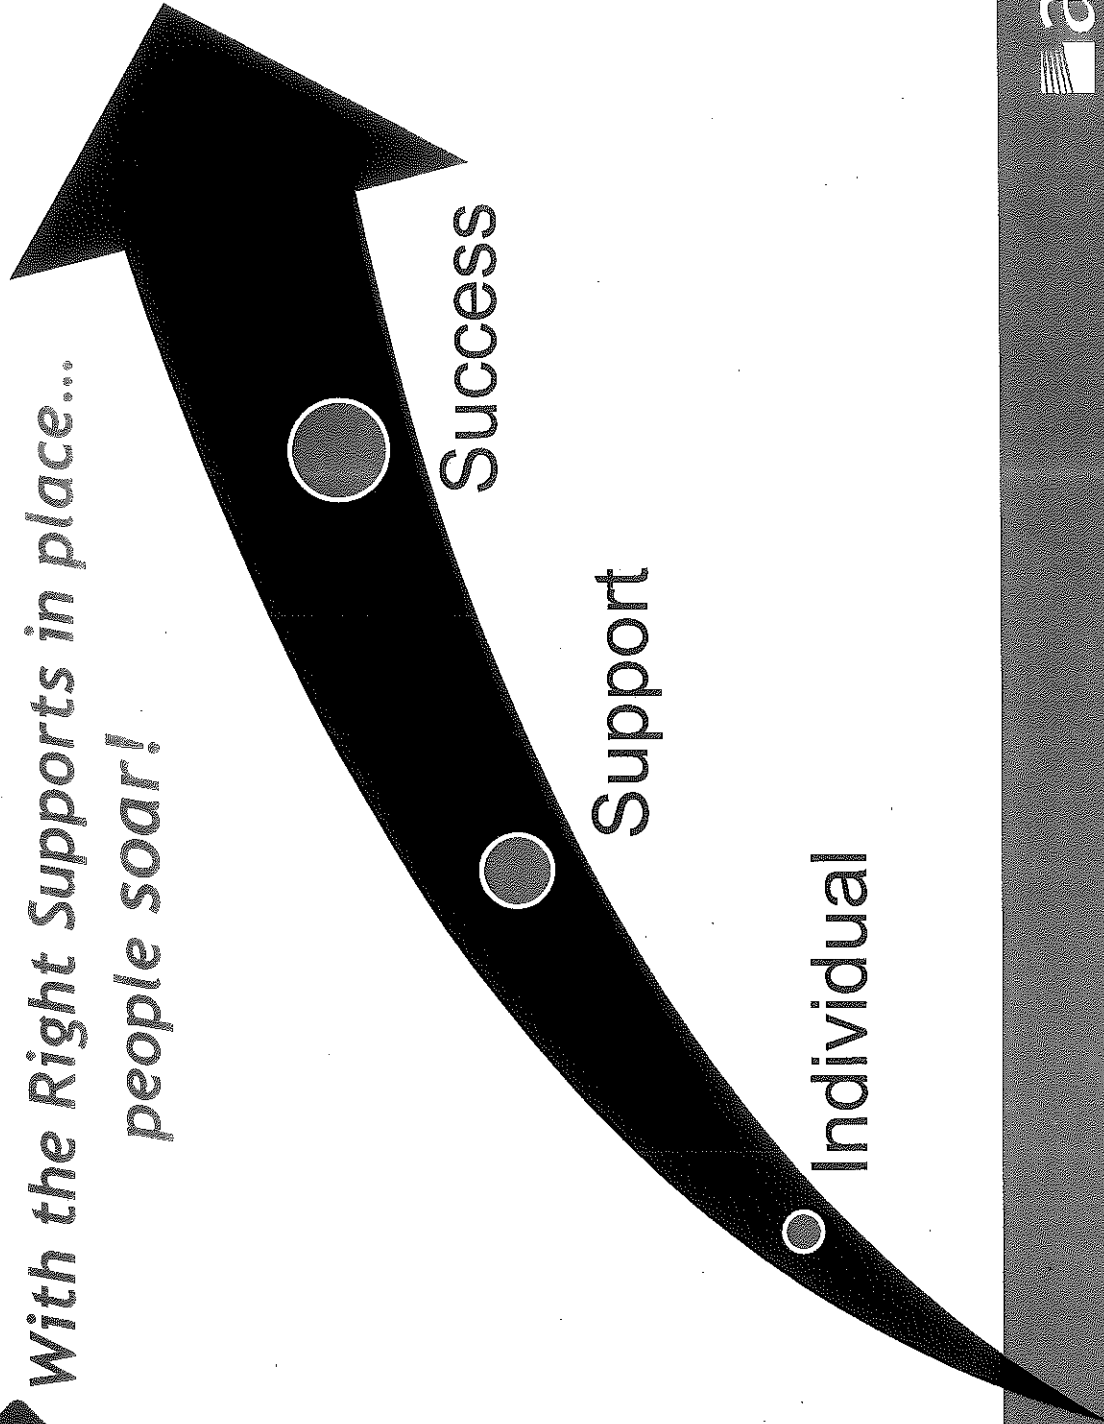 With the Right Supports in place...
people soar!
Individual
Support
Success
a